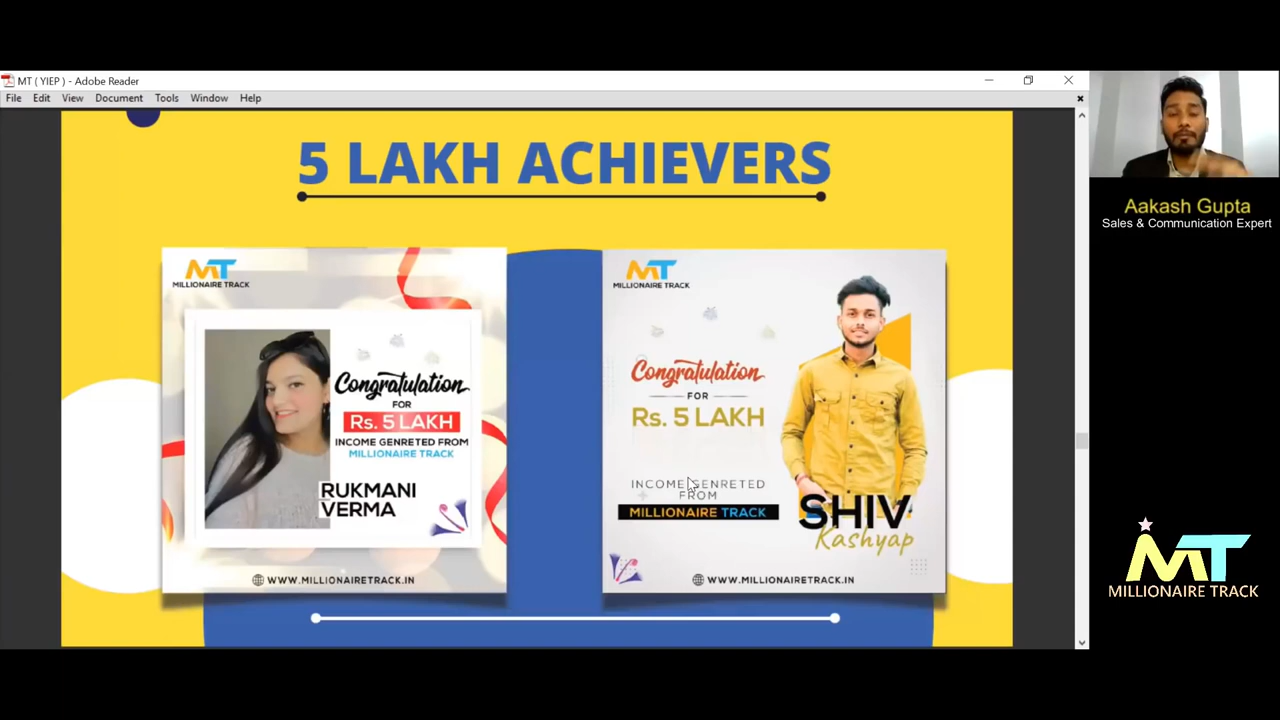 MT ( YIEP ) - Adobe Reader
File Edit View Document Tools Window Help
5 LAKH ACHIEVERS
MT
MILLIONAIRE TRACK
Congratulation
FOR
Rs. 5 LAKH
INCOME GENRETED FROM
MILLIONAIRE TRACK
RUKMANI
VERMA
WWW.MILLIONAIRETRACK.IN
MT
MILLIONAIRE TRACK
Congratulation
FOR
Rs. 5 LAKH
INCOME GENRETED
FROM
MILLIONAIRE TRACK
SHIV
Kashyap
WWW.MILLIONAIRETRACK.IN
Aakash Gupta
Sales & Communication Expert
MT
MILLIONAIRE TRACK